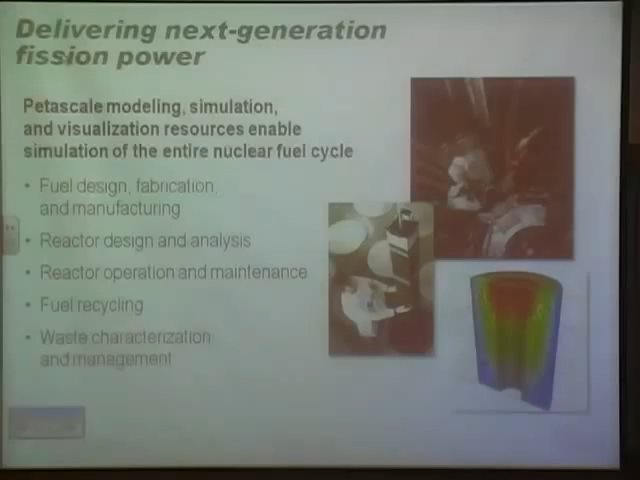 Delivering next-generation
fission power
Petascale modeling, simulation,
and visualization resources enable
simulation of the entire nuclear fuel cycle
• Fuel design, fabrication,
and manufacturing
• Reactor design and analysis
• Reactor operation and maintenance
• Fuel recycling
• Waste characterization
and management